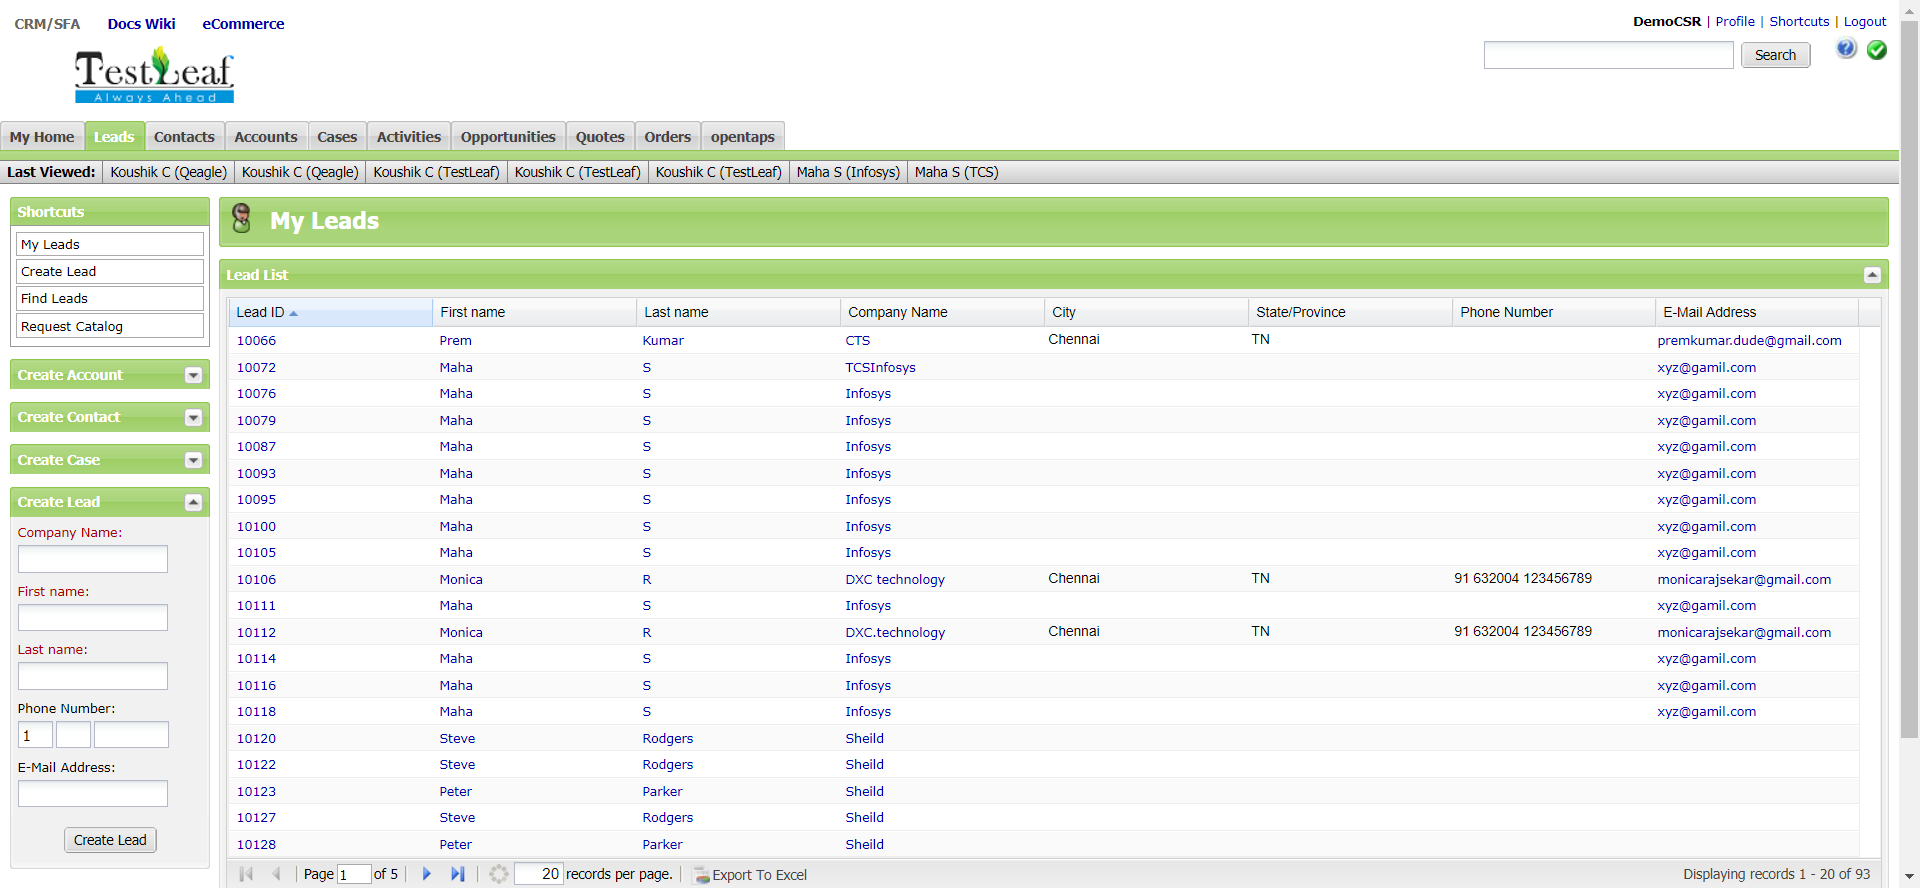 CRM/SFA Docs Wiki eCommerce
DemoCSR | Profile | Shortcuts | Logout
TestLeaf
Always Ahead
Search
My Home Leads Contacts Accounts Cases Activities Opportunities Quotes Orders opentaps
Last Viewed: Koushik C (Qeagle) Koushik C (Qeagle) Koushik C (TestLeaf) Koushik C (TestLeaf) Koushik C (TestLeaf) Maha S (Infosys) Maha S (TCS)
Shortcuts
My Leads
Create Lead
Find Leads
Request Catalog
Create Account
Create Contact
Create Case
Create Lead
Company Name:
First name:
Last name:
Phone Number:
1
E-Mail Address:
Create Lead
My Leads
Lead List
Lead ID First name Last name Company Name City State/Province Phone Number E-Mail Address
10066 Prem Kumar CTS Chennai TN premkumar.dude@gmail.com
10072 Maha S TCSInfosys xyz@gamil.com
10076 Maha S Infosys xyz@gamil.com
10079 Maha S Infosys xyz@gamil.com
10087 Maha S Infosys xyz@gamil.com
10093 Maha S Infosys xyz@gamil.com
10095 Maha S Infosys xyz@gamil.com
10100 Maha S Infosys xyz@gamil.com
10105 Maha S Infosys xyz@gamil.com
10106 Monica R DXC technology Chennai TN 91 632004 123456789 monicarajsekar@gmail.com
10111 Maha S Infosys xyz@gamil.com
10112 Monica R DXC.technology Chennai TN 91 632004 123456789 monicarajsekar@gmail.com
10114 Maha S Infosys xyz@gamil.com
10116 Maha S Infosys xyz@gamil.com
10118 Maha S Infosys xyz@gamil.com
10120 Steve Rodgers Sheild
10122 Steve Rodgers Sheild
10123 Peter Parker Sheild
10127 Steve Rodgers Sheild
10128 Peter Parker Sheild
Page 1 of 5 20 records per page. Export To Excel Displaying records 1 - 20 of 93